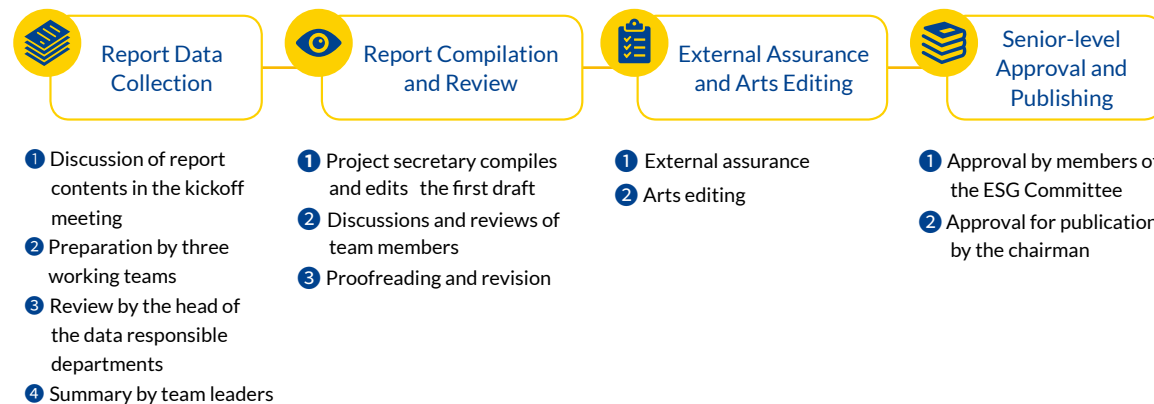 Report Data
Collection
1 Discussion of report
contents in the kickoff
meeting
2 Preparation by three
working teams
3 Review by the head of
the data responsible
departments
4 Summary by team leaders
Report Compilation
and Review
1 Project secretary compiles
and edits the first draft
2 Discussions and reviews of
team members
3 Proofreading and revision
External Assurance
and Arts Editing
1 External assurance
2 Arts editing
Senior-level
Approval and
Publishing
1 Approval by members of
the ESG Committee
2 Approval for publication
by the chairman